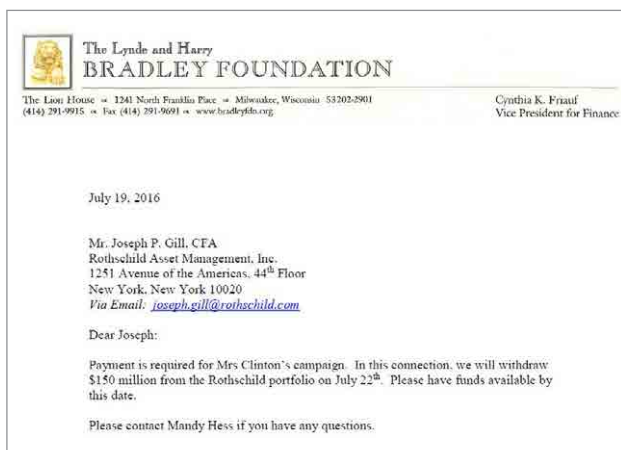 The Lynde and Harry
BRADLEY FOUNDATION
The Lion House 1241 North Franklin Place Milwaukee, Wisconsin 53202-2901
(414) 291-9915 Fax (414) 291-9691 www.bradleyfdn.org
Cynthia K. Friauf
Vice President for Finance
July 19, 2016
Mr. Joseph P. Gill, CFA
Rothschild Asset Management, Inc.
1251 Avenue of the Americas, 44th Floor
New York, New York 10020
Via Email: joseph.gill@rothschild.com
Dear Joseph:
Payment is required for Mrs Clinton's campaign. In this connection, we will withdraw
$150 million from the Rothschild portfolio on July 22th. Please have funds available by
this date.
Please contact Mandy Hess if you have any questions.